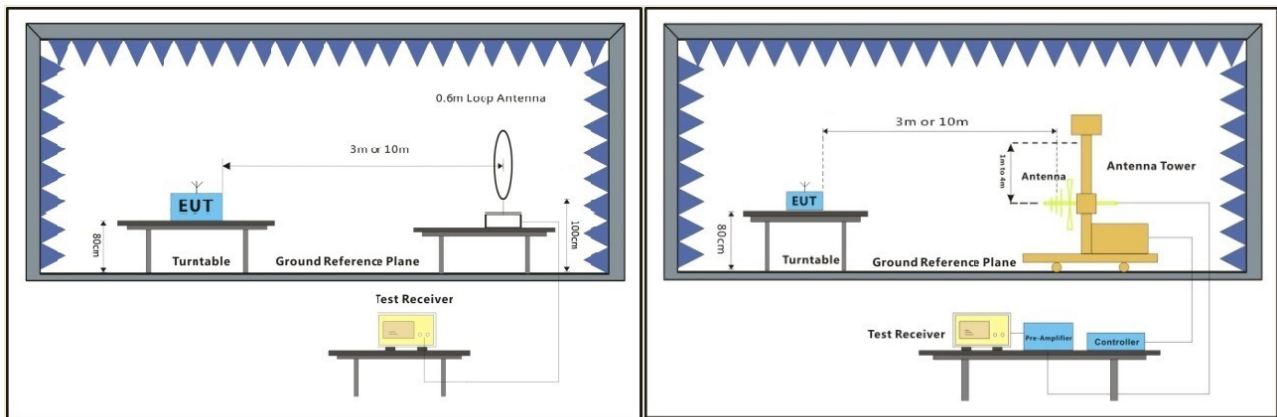 0.6m Loop Antenna
3m or 10m
EUT
80cm
100cm
Turntable
Ground Reference Plane
Test Receiver
3m or 10m
1m to 4m
Antenna
Antenna Tower
EUT
80cm
Turntable
Ground Reference Plane
Test Receiver
Pre-Amplifier
Controller